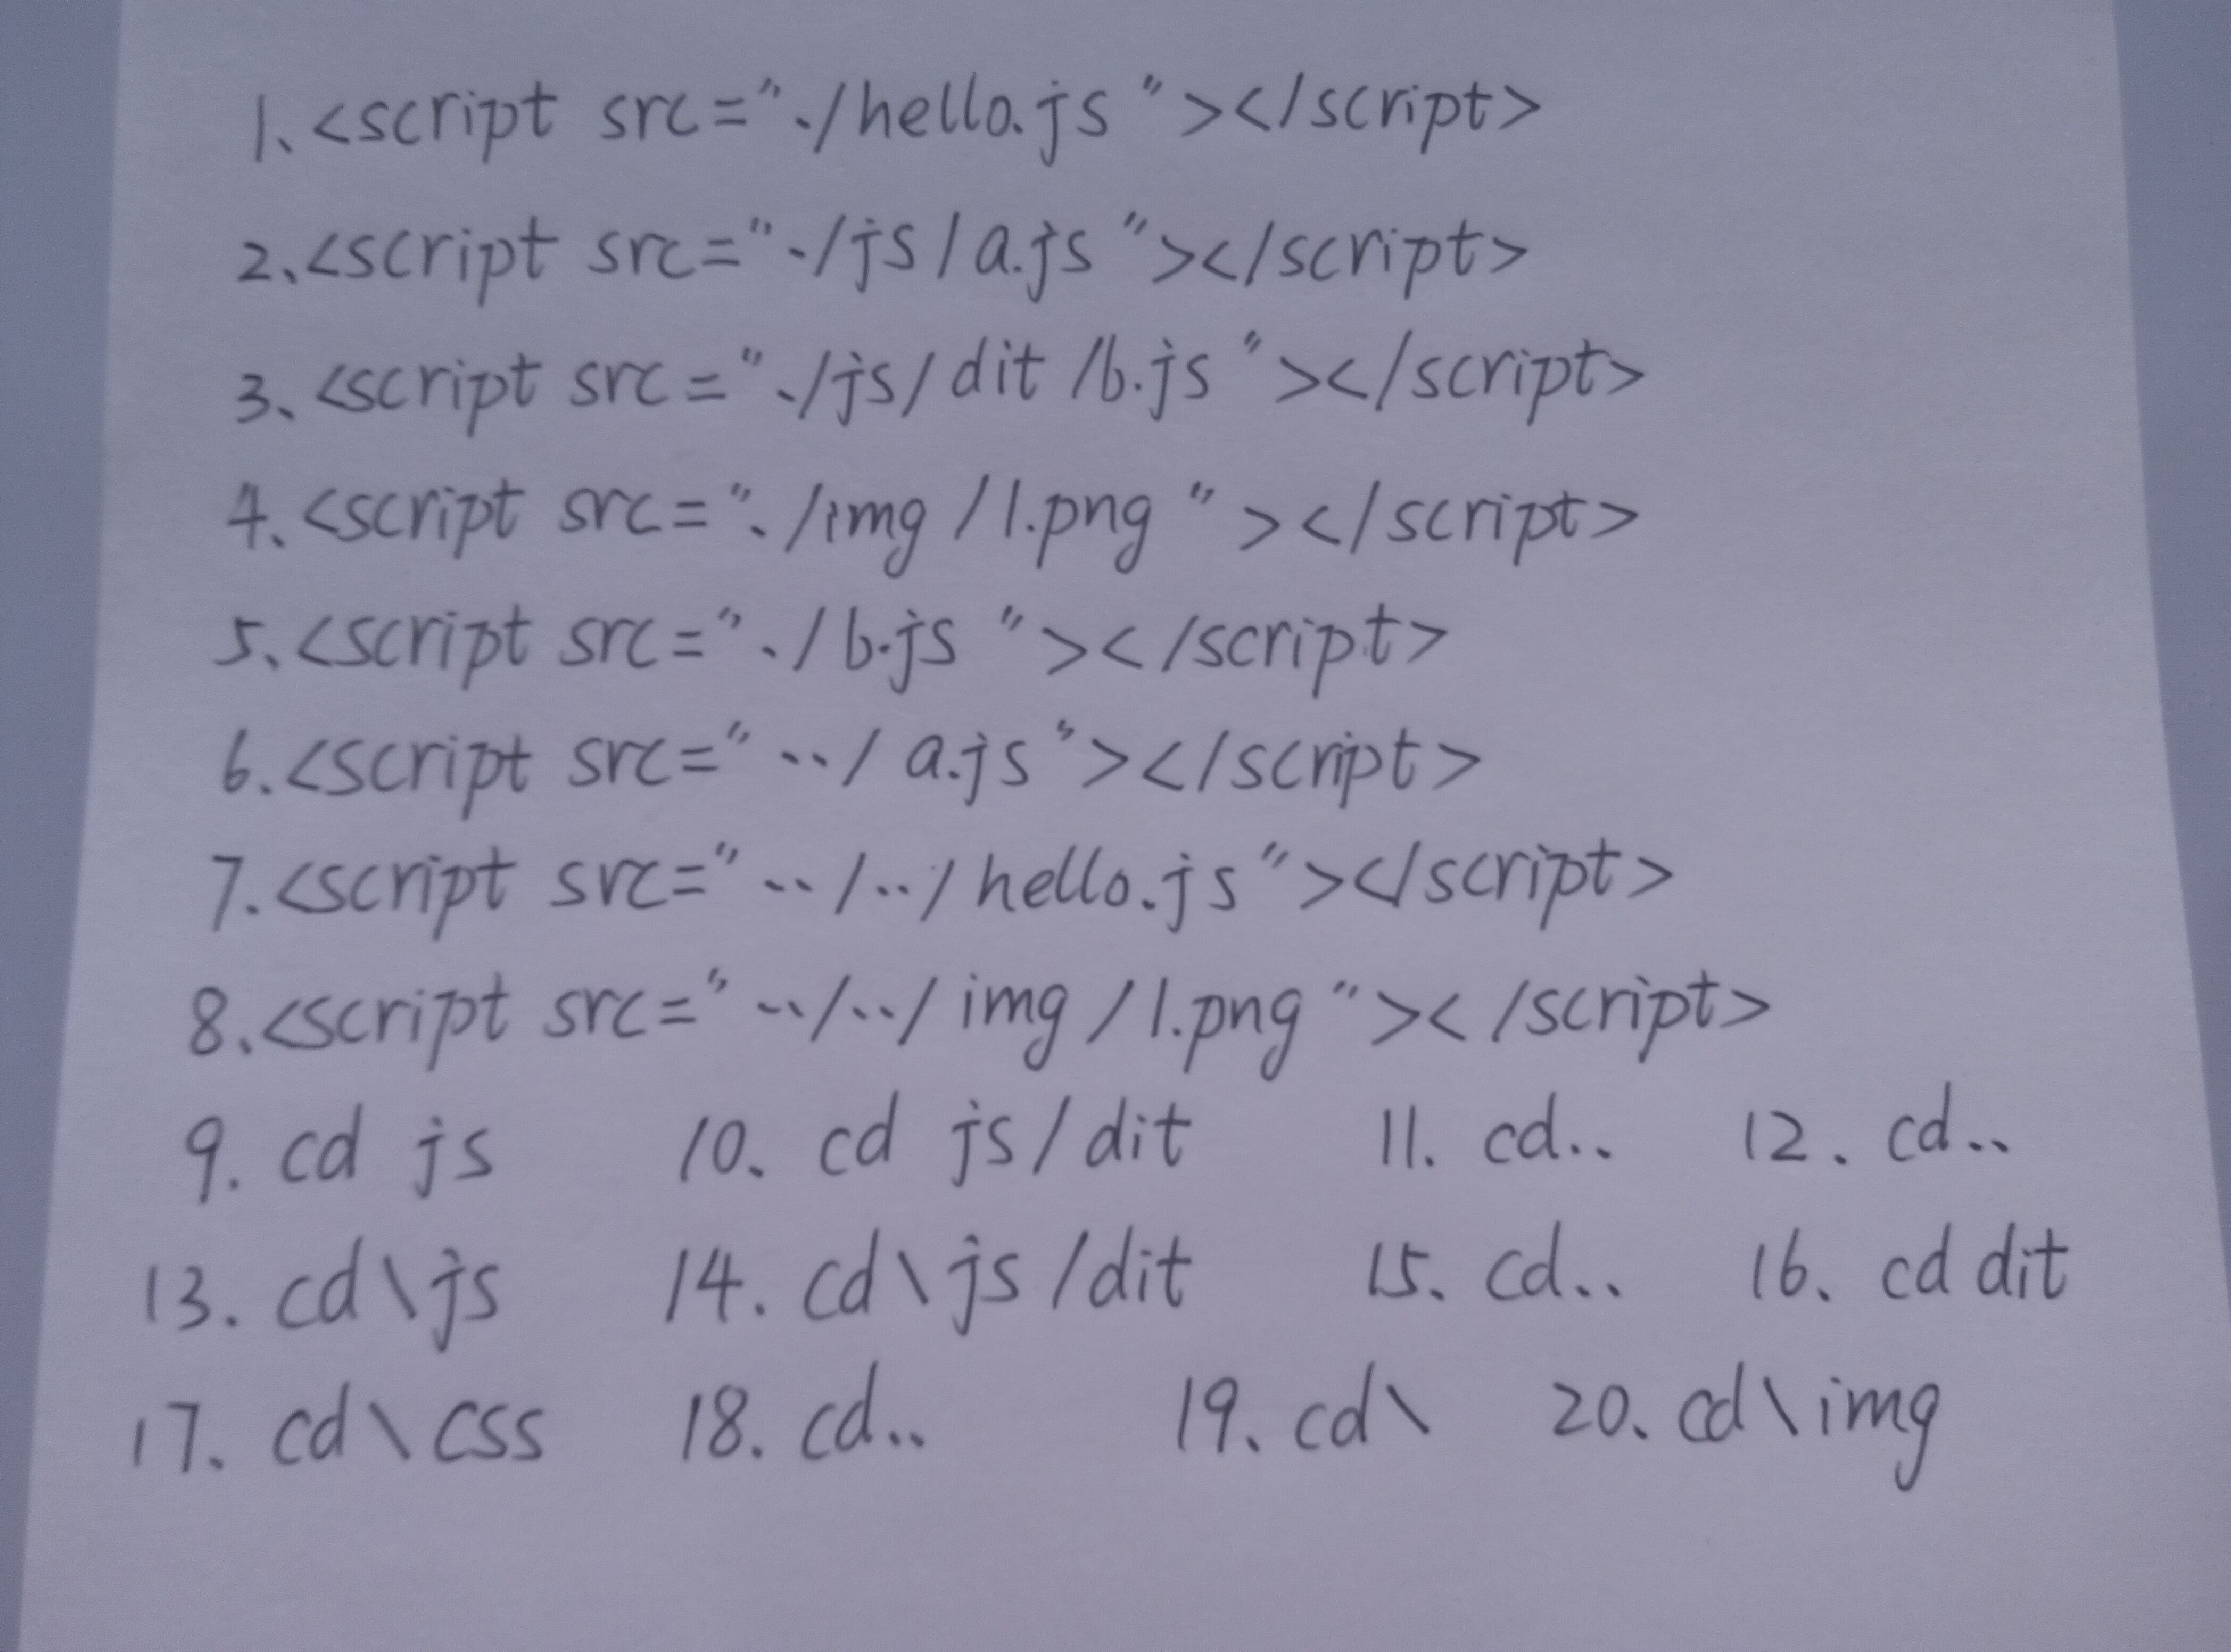 1、<script src="./hello.js"></script>
2、<script src="./js/a.js"></script>
3、<script src="./js/dit/b.js"></script>
4、<script src="./img/1.png"></script>
5、<script src="./b.js"></script>
6.<script src="../a.js"></script>
7.<script src="../../hello.js"></script>
8、<script src="../../img/1.png"></script>
9. cd js 10、cd js/dit 11. cd.. 12. cd..
13. cd\js 14. cd\js/dit 15、cd.. 16、cd dit
17、cd\css 18. cd.. 19、cd\ 20、cd\img